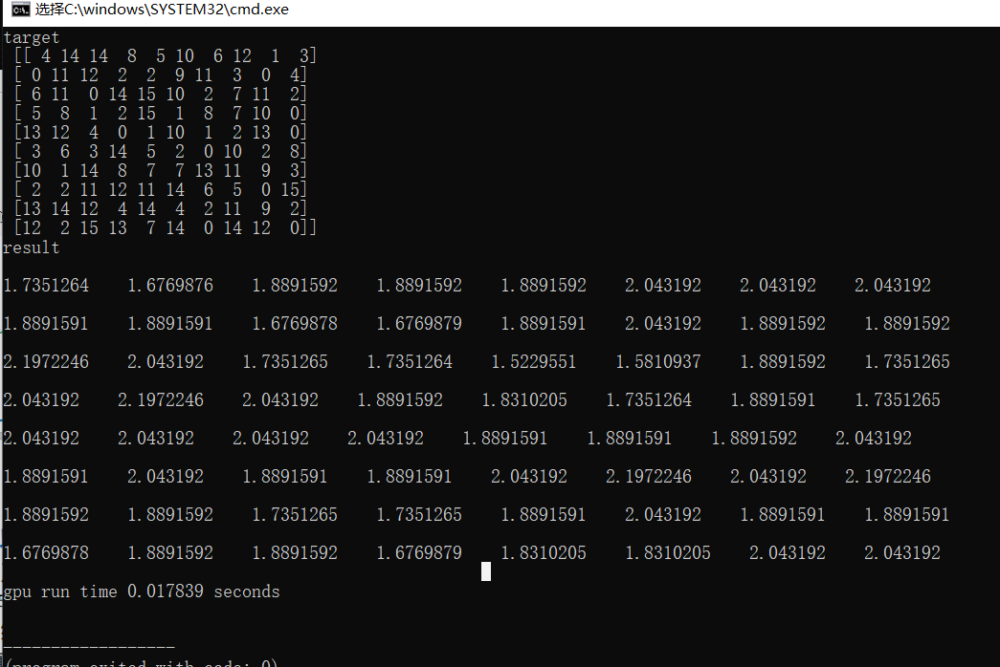 选择C:\windows\SYSTEM32\cmd.exe
target
[[ 4 14 14  8  5 10  6 12  1  3]
[ 0 11 12  2  2  9 11  3  0  4]
[ 6 11  0 14 15 10  2  7 11  2]
[ 5  8  1  2 15  1  8  7 10  0]
[13 12  4  0  1 10  1  2 13  0]
[ 3  6  3 14  5  2  0 10  2  8]
[10  1 14  8  7  7 13 11  9  3]
[ 2  2 11 12 11 14  6  5  0 15]
[13 14 12  4 14  4  2 11  9  2]
[12  2 15 13  7 14  0 14 12  0]]
result
1.7351264    1.6769876    1.8891592    1.8891592    1.8891592    2.043192    2.043192    2.043192
1.8891591    1.8891591    1.6769878    1.6769879    1.8891591    2.043192    1.8891592    1.8891592
2.1972246    2.043192    1.7351265    1.7351264    1.5229551    1.5810937    1.8891592    1.7351265
2.043192    2.1972246    2.043192    1.8891592    1.8310205    1.7351264    1.8891591    1.7351265
2.043192    2.043192    2.043192    2.043192    1.8891591    1.8891591    1.8891592    2.043192
1.8891591    2.043192    1.8891591    1.8891591    2.043192    2.1972246    2.043192    2.1972246
1.8891592    1.8891592    1.7351265    1.7351265    1.8891591    2.043192    1.8891591    1.8891591
1.6769878    1.8891592    1.8891592    1.6769879    1.8310205    1.8310205    2.043192    2.043192
gpu run time 0.017839 seconds
------------------
(program exited with code: 0)